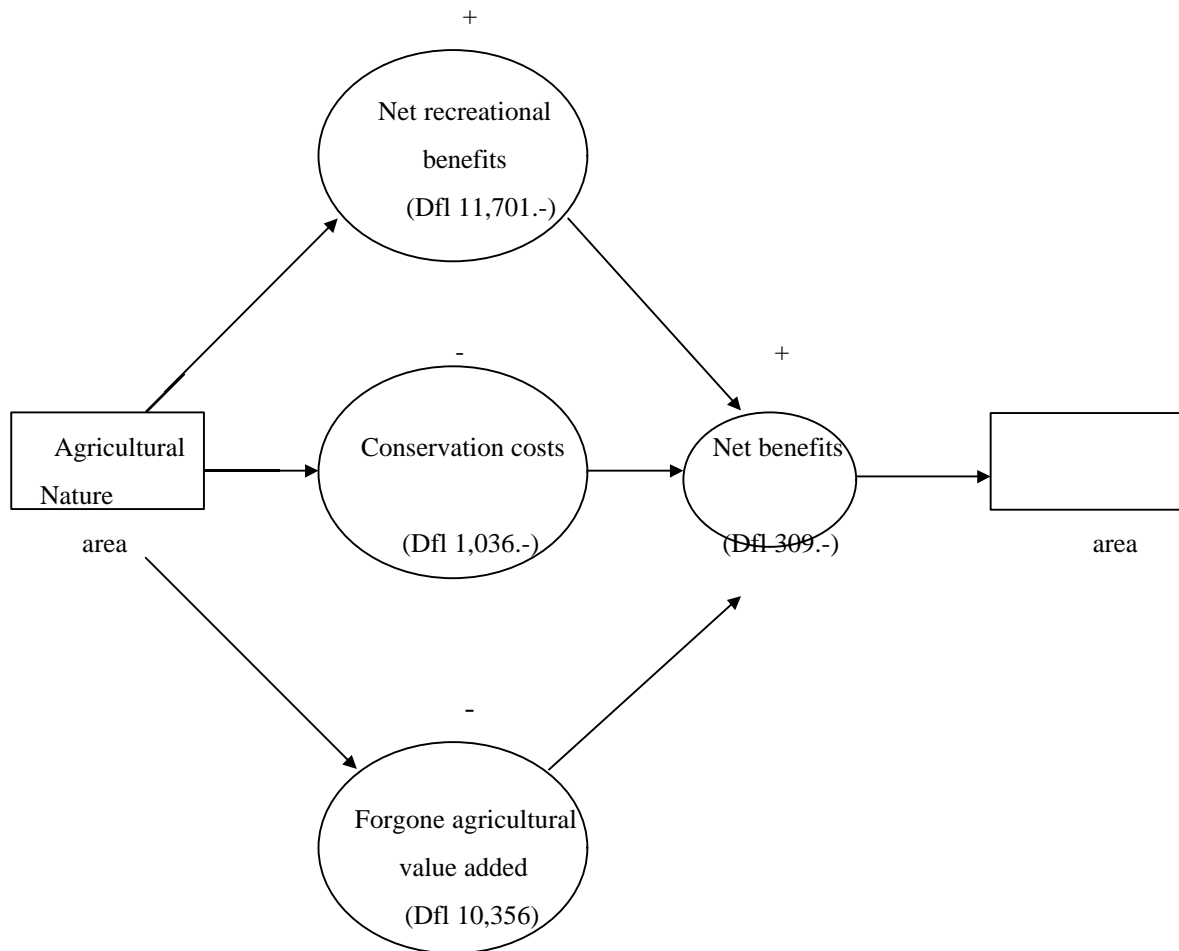 +
Net recreational
benefits
(Dfl 11,701.-)
- +
Agricultural Conservation costs Net benefits
Nature
area (Dfl 1,036.-) (Dfl 309.-) area
-
Forgone agricultural
value added
(Dfl 10,356)